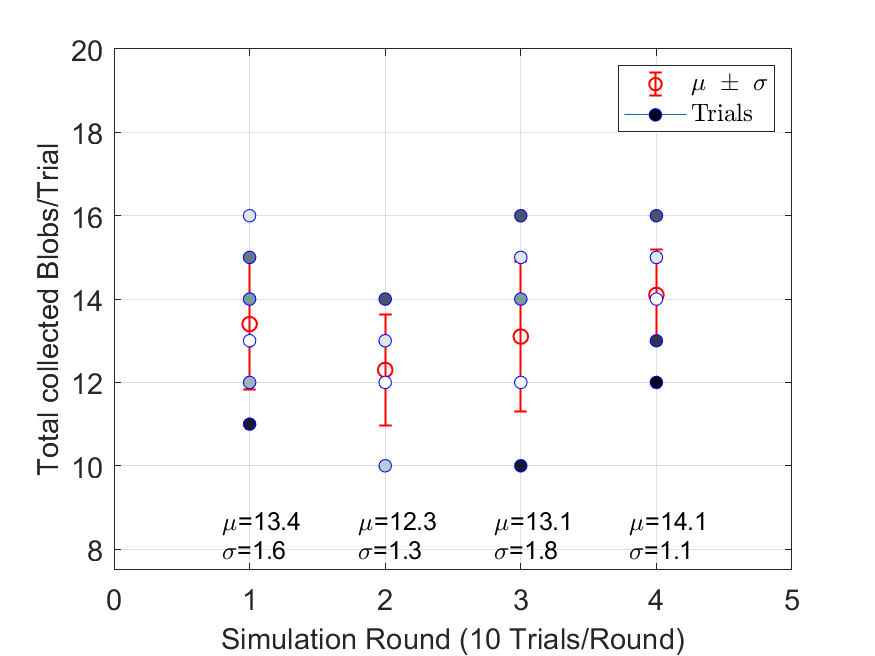 20
18
16
14
12
10
8
Total collected Blobs/Trial
μ ± σ
Trials
μ=13.4
σ=1.6
μ=12.3
σ=1.3
μ=13.1
σ=1.8
μ=14.1
σ=1.1
0 1 2 3 4 5
Simulation Round (10 Trials/Round)